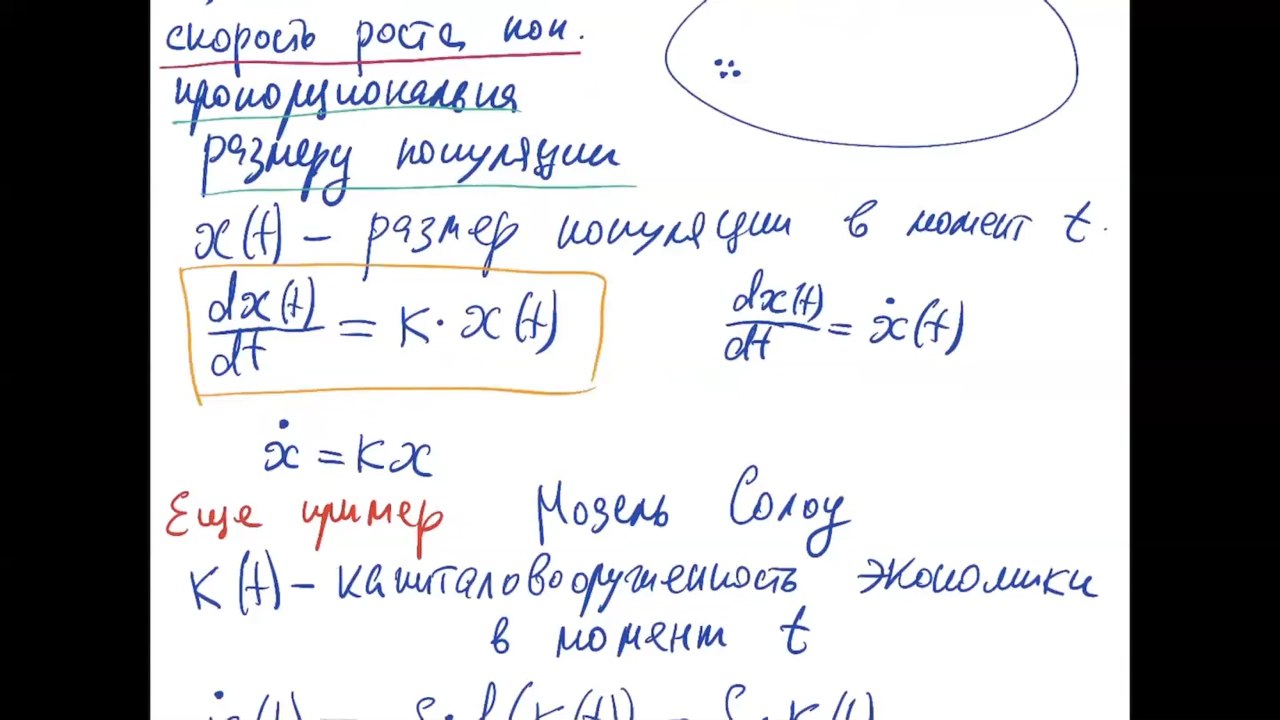 скорость роста поп.
пропорциональна
размеру популяции
x(t) – размер популяции в момент t.
dx(t)/dt = K · x(t)
dx(t)/dt = ẋ(t)
ẋ = Kx
Еще пример Модель Солоу
K(t) – капиталовооруженность экономики
в момент t